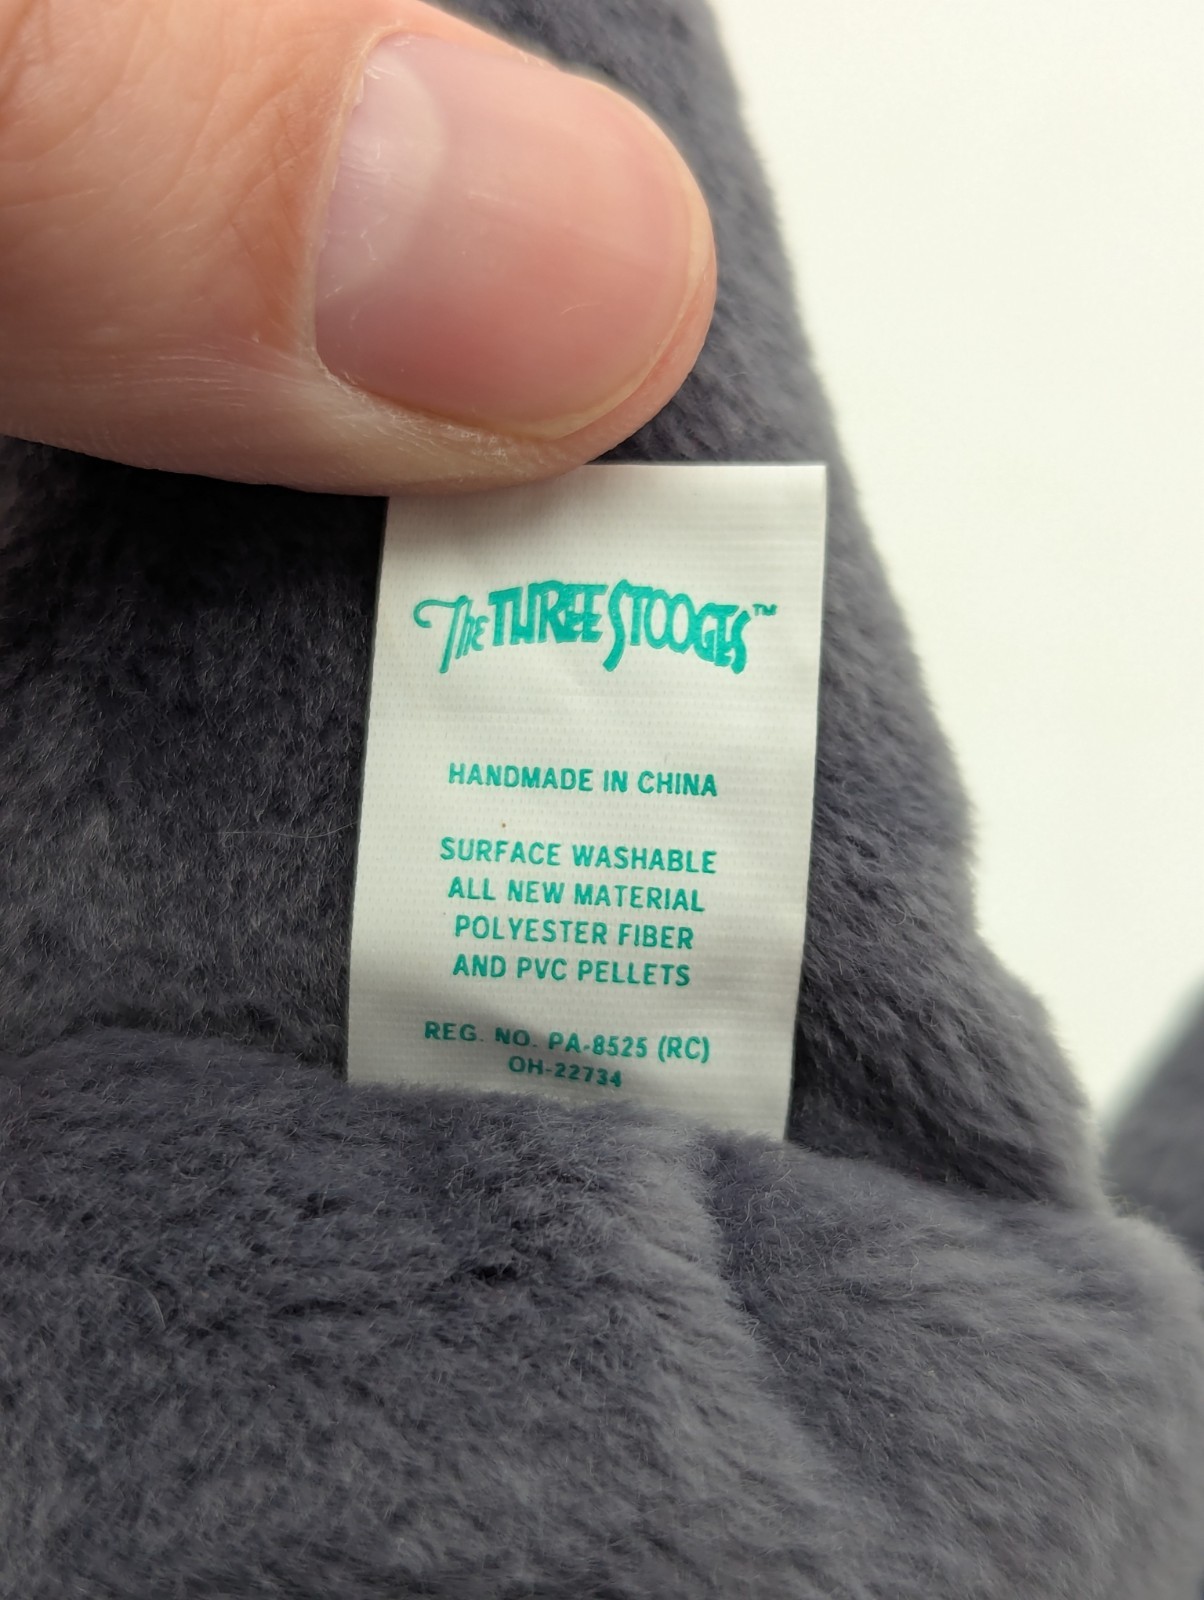 The THREE STOOGES™
HANDMADE IN CHINA
SURFACE WASHABLE
ALL NEW MATERIAL
POLYESTER FIBER
AND PVC PELLETS
REG. NO. PA-8525 (RC)
OH-22734